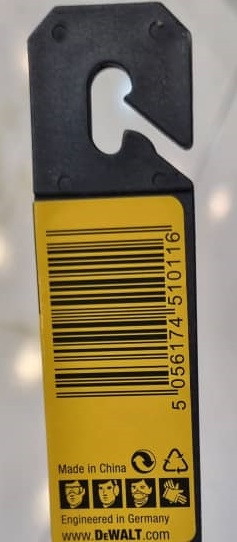 5 056174 510116
Made in China
Engineered in Germany
www.DEWALT.com